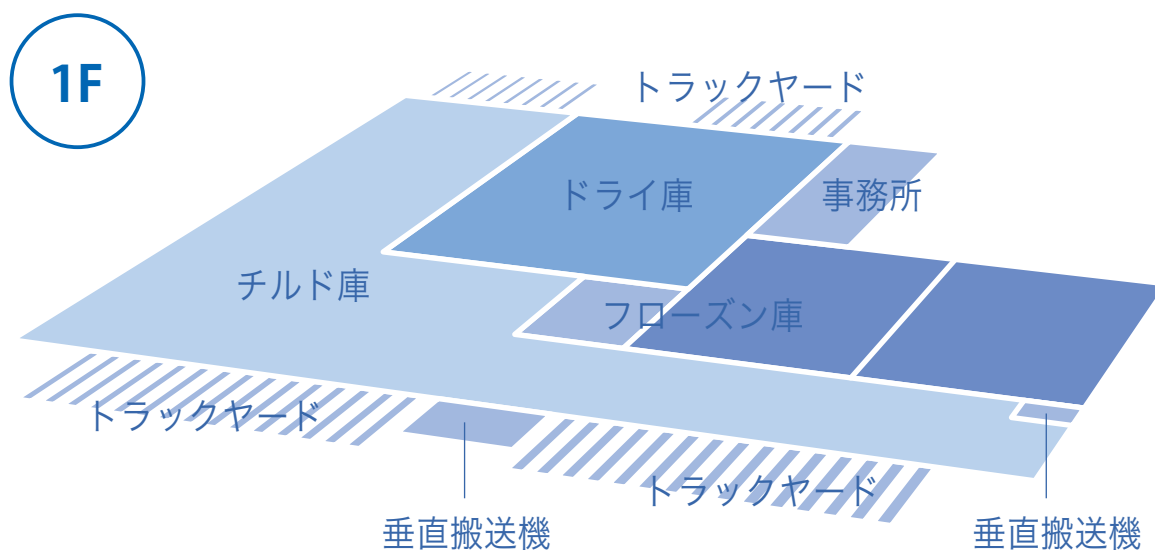 1F
トラックヤード
ドライ庫
事務所
チルド庫
フローズン庫
トラックヤード
トラックヤード
垂直搬送機
垂直搬送機